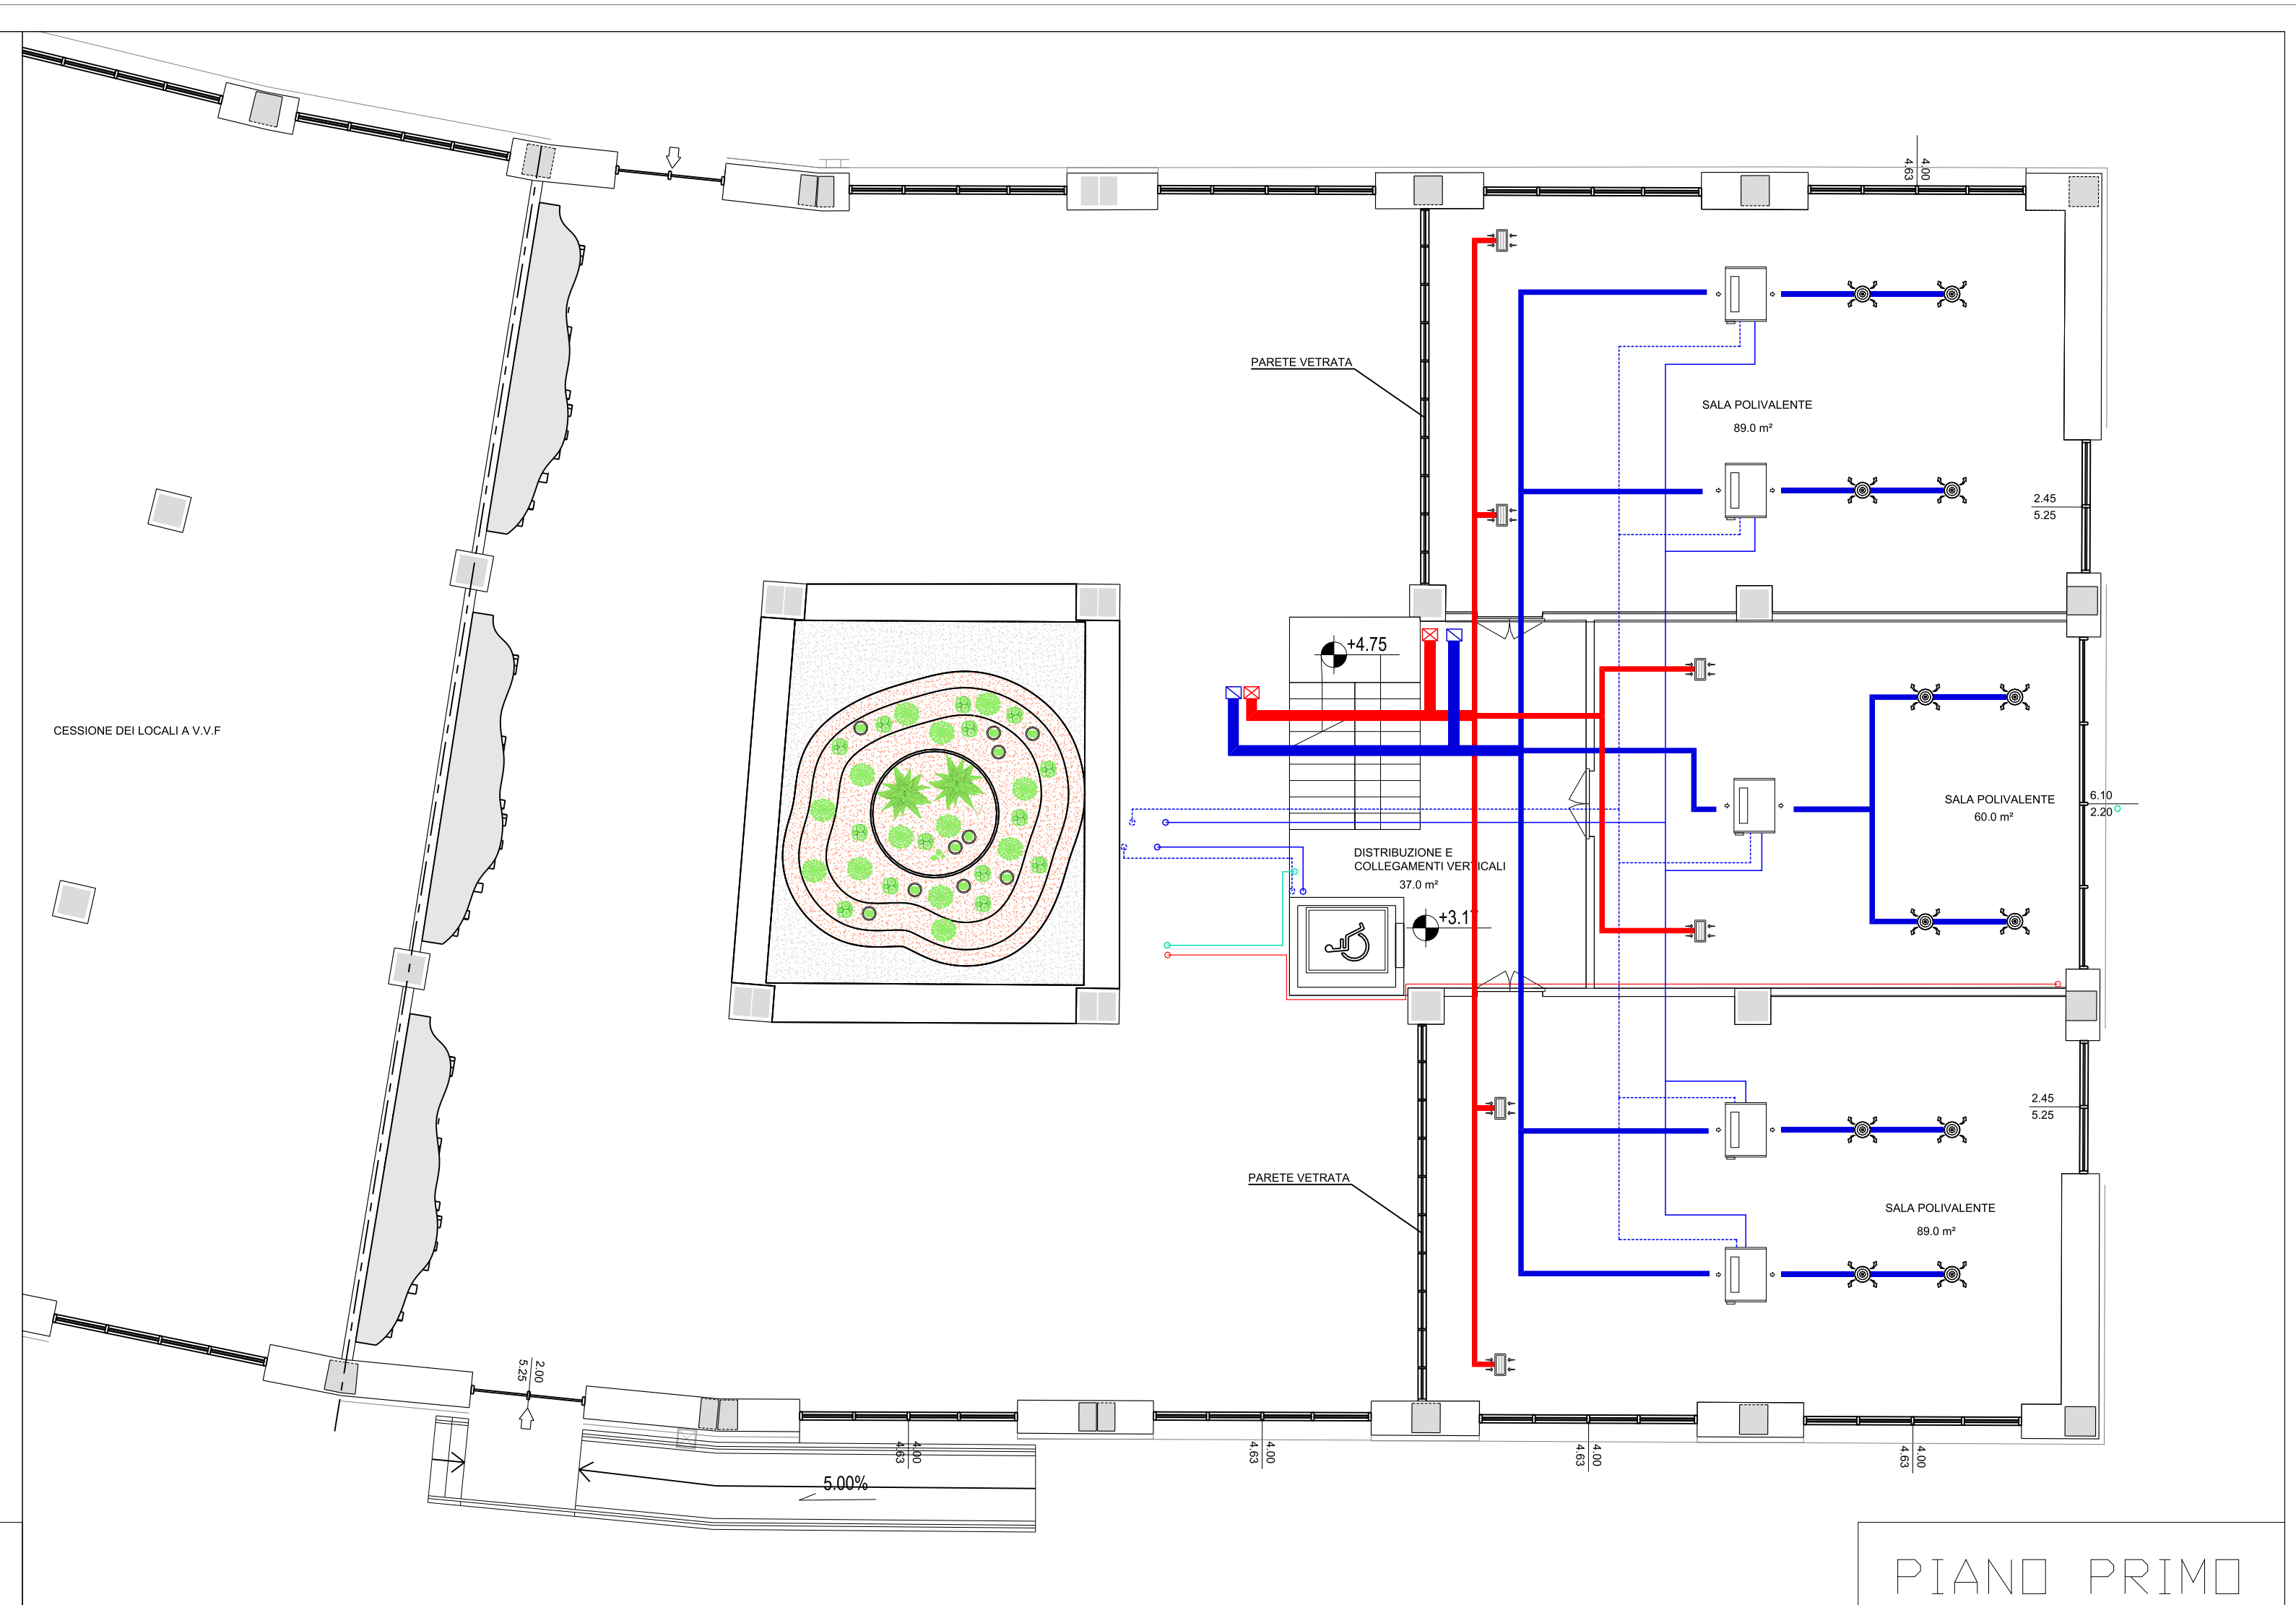 4.00
4.63
PARETE VETRATA
SALA POLIVALENTE
89.0 m²
2.45
5.25
+4.75
CESSIONE DEI LOCALI A V.V.F
SALA POLIVALENTE
60.0 m²
6.10
2.20
DISTRIBUZIONE E
COLLEGAMENTI VERTICALI
37.0 m²
+3.17
2.45
5.25
PARETE VETRATA
SALA POLIVALENTE
89.0 m²
2.00
5.25
4.00
4.63
4.00
4.63
4.00
4.63
4.00
4.63
5.00%
PIANO PRIMO